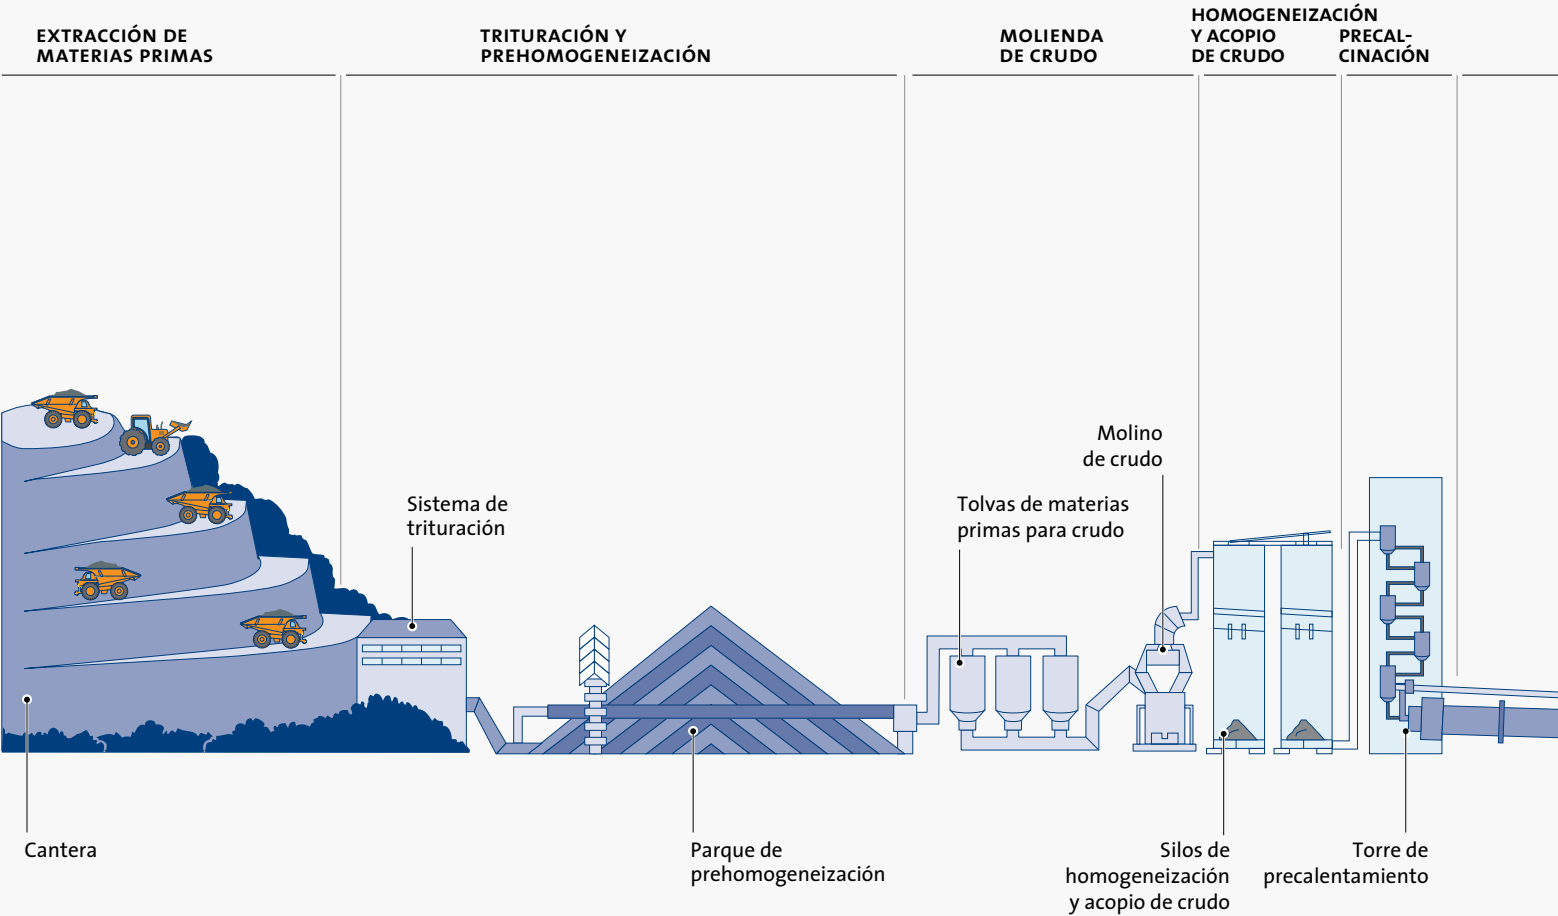 EXTRACCIÓN DE
MATERIAS PRIMAS
TRITURACIÓN Y
PREHOMOGENEIZACIÓN
MOLIENDA
DE CRUDO
HOMOGENEIZACIÓN
Y ACOPIO
DE CRUDO
PRECAL-
CINACIÓN
Sistema de
trituración
Tolvas de materias
primas para crudo
Molino
de crudo
Cantera
Parque de
prehomogeneización
Silos de
homogeneización
y acopio de crudo
Torre de
precalentamiento